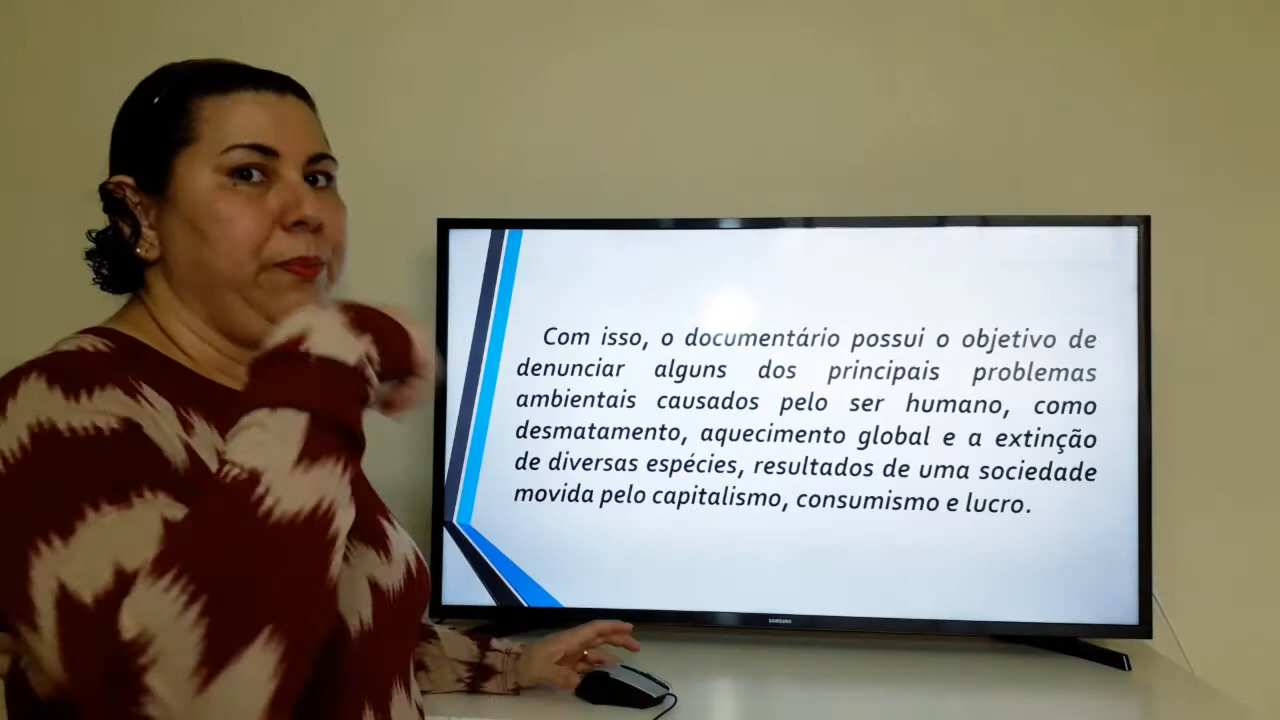 Com isso, o documentário possui o objetivo de
denunciar alguns dos principais problemas
ambientais causados pelo ser humano, como
desmatamento, aquecimento global e a extinção
de diversas espécies, resultados de uma sociedade
movida pelo capitalismo, consumismo e lucro.
SAMSUNG